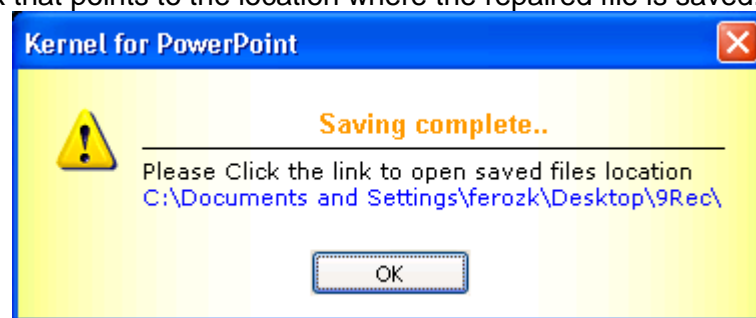 that points to the location where the repaired file is saved.
Kernel for PowerPoint
Saving complete..
Please Click the link to open saved files location
C:\Documents and Settings\ferozk\Desktop\9Rec\
OK